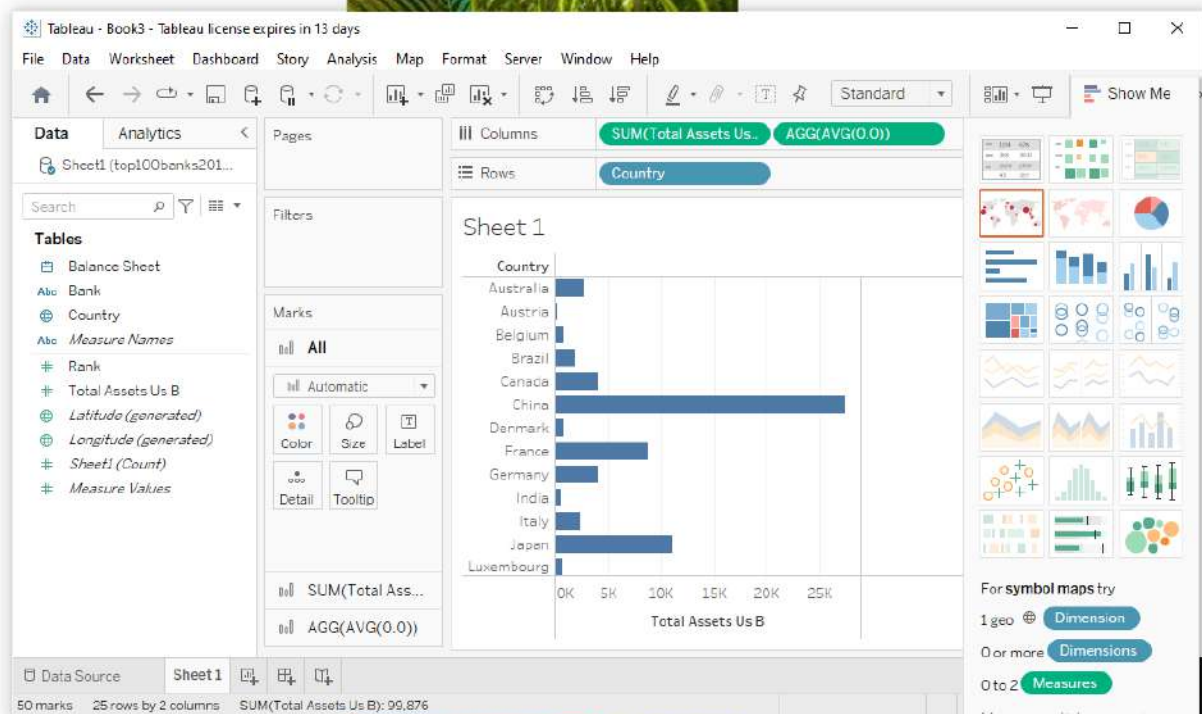 Tableau - Book3 - Tableau license expires in 13 days
File Data Worksheet Dashboard Story Analysis Map Format Server Window Help
Standard
Show Me
Data Analytics
Sheet1 (top100banks201...
Search
Tables
Balance Sheet
Abc Bank
Country
Abc Measure Names
Rank
Total Assets Us B
Latitude (generated)
Longitude (generated)
Sheet1 (Count)
Measure Values
Pages
Filters
Marks
All
Automatic
Color Size Label
Detail Tooltip
SUM(Total Ass...
AGG(AVG(0.0))
Columns SUM(Total Assets Us.. AGG(AVG(0.0))
Rows Country
Sheet 1
Country
Australia
Austria
Belgium
Brazil
Canada
China
Denmark
France
Germany
India
Italy
Japan
Luxembourg
0K 5K 10K 15K 20K 25K
Total Assets Us B
For symbol maps try
1 geo Dimension
0 or more Dimensions
0 to 2 Measures
Data Source Sheet 1
50 marks 25 rows by 2 columns SUM(Total Assets Us B): 99,876